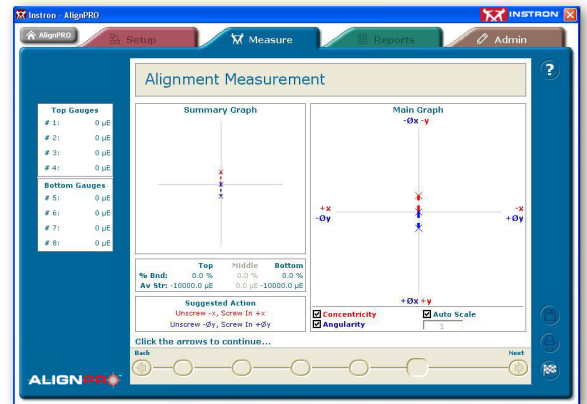 Instron - AlignPRO
INSTRON
AlignPRO
Setup
Measure
Reports
Admin
?
Alignment Measurement
Top Gauges
# 1: 0 µE
# 2: 0 µE
# 3: 0 µE
# 4: 0 µE
Bottom Gauges
# 5: 0 µE
# 6: 0 µE
# 7: 0 µE
# 8: 0 µE
Summary Graph
Top Middle Bottom
% Bnd: 0.0 % 0.0 % 0.0 %
Av Str: -10000.0 µE 0.0 µE -10000.0 µE
Suggested Action
Unscrew -x, Screw In +x
Unscrew -Øy, Screw In +Øy
Main Graph
-Øx -y
+x -x
-Øy +Øy
+Øx +y
Concentricity Auto Scale
Angularity 1
Click the arrows to continue...
Back Next
ALIGNPRO